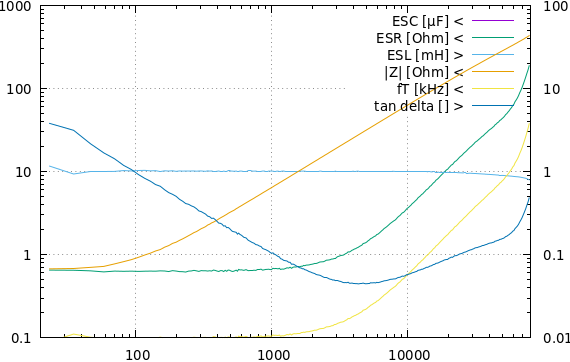 1000
100
10
1
0.1
100
1000
10000
100
10
1
0.1
0.01
ESC [µF] <
ESR [Ohm] <
ESL [mH] >
|Z| [Ohm] <
fT [kHz] <
tan delta [] >